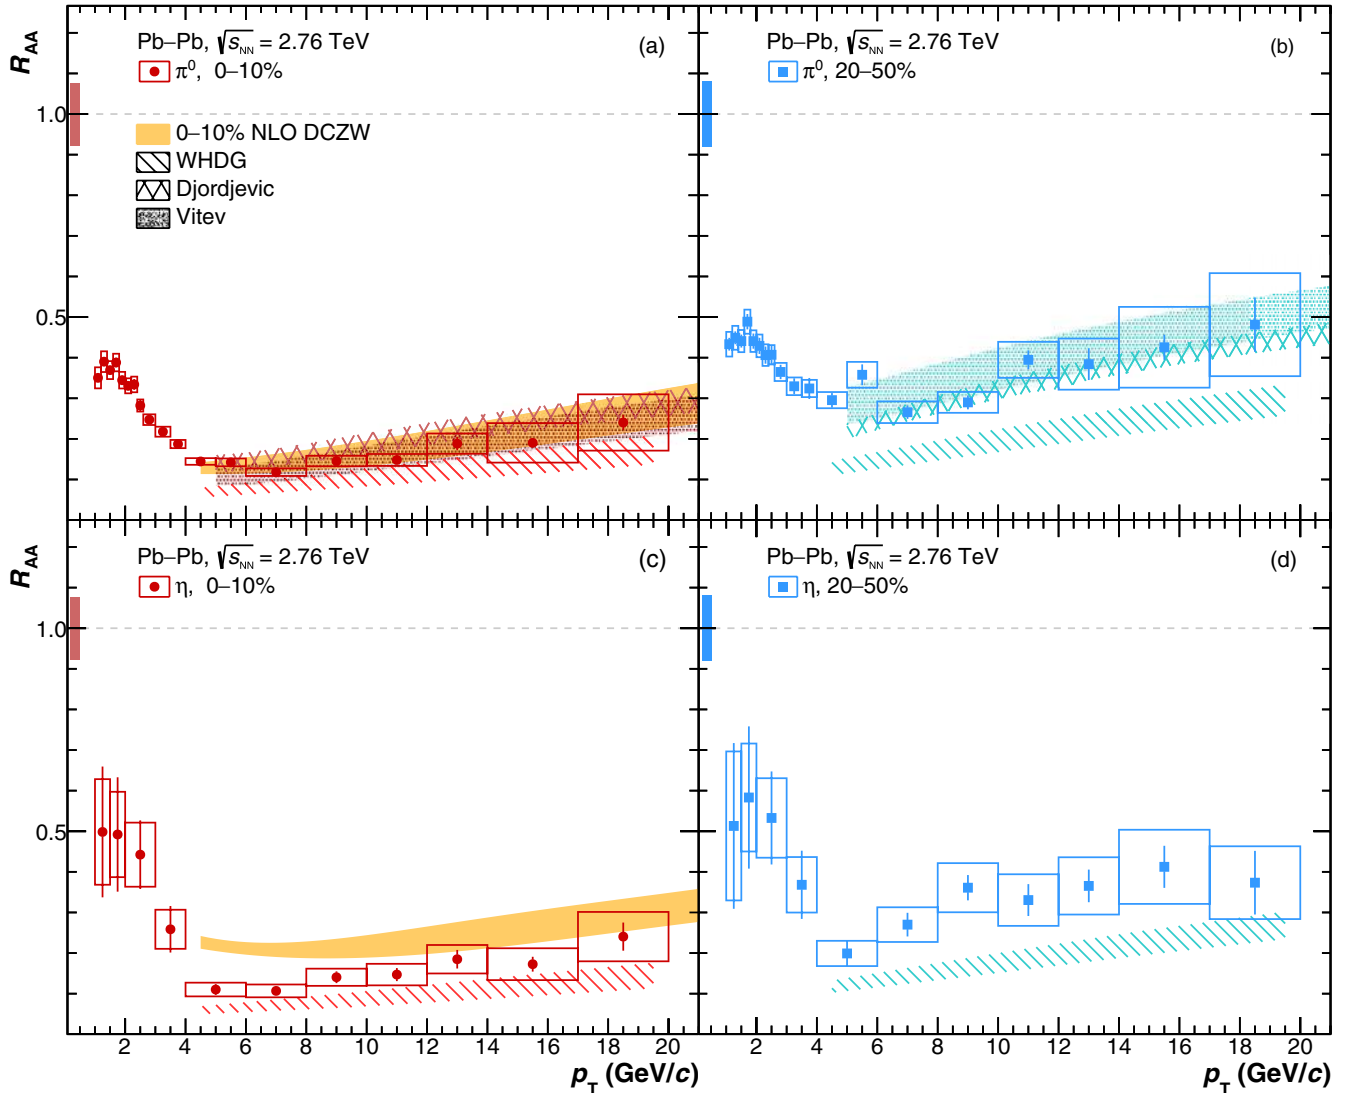 R_AA
Pb–Pb, √s_NN = 2.76 TeV
(a)
π⁰, 0–10%
1.0
0–10% NLO DCZW
WHDG
Djordjevic
Vitev
0.5
Pb–Pb, √s_NN = 2.76 TeV
(b)
π⁰, 20–50%
R_AA
Pb–Pb, √s_NN = 2.76 TeV
(c)
η, 0–10%
1.0
0.5
Pb–Pb, √s_NN = 2.76 TeV
(d)
η, 20–50%
2 4 6 8 10 12 14 16 18 20
p_T (GeV/c)
2 4 6 8 10 12 14 16 18 20
p_T (GeV/c)